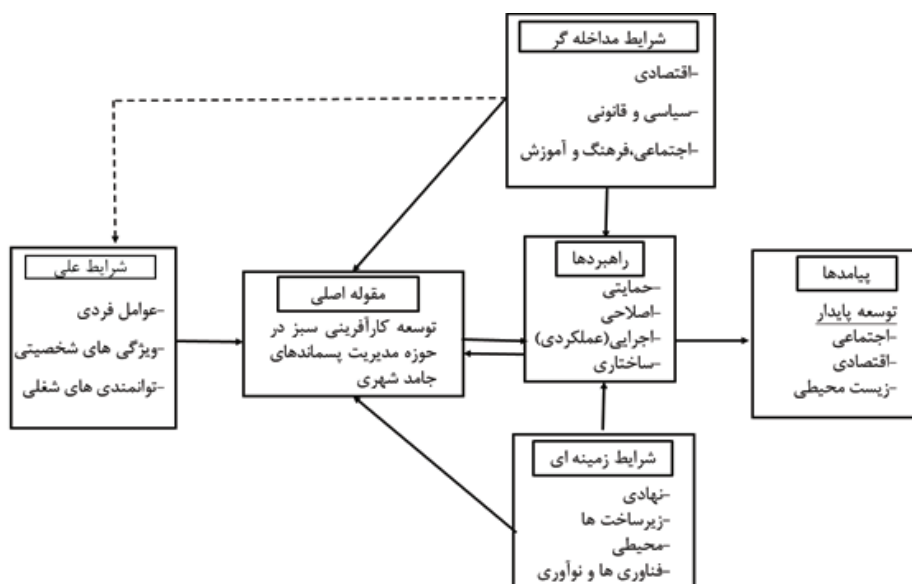 شرایط مداخله گر
-اقتصادی
-سیاسی و قانونی
-اجتماعی،فرهنگ و آموزش
شرایط علی
-عوامل فردی
-ویژگی های شخصیتی
-توانمندی های شغلی
مقوله اصلی
توسعه کارآفرینی سبز در
حوزه مدیریت پسماندهای
جامد شهری
راهبردها
-حمایتی
-اصلاحی
-اجرایی(عملکردی)
-ساختاری
پیامدها
توسعه پایدار
-اجتماعی
-اقتصادی
-زیست محیطی
شرایط زمینه ای
-نهادی
-زیرساخت ها
-محیطی
-فناوری ها و نوآوری